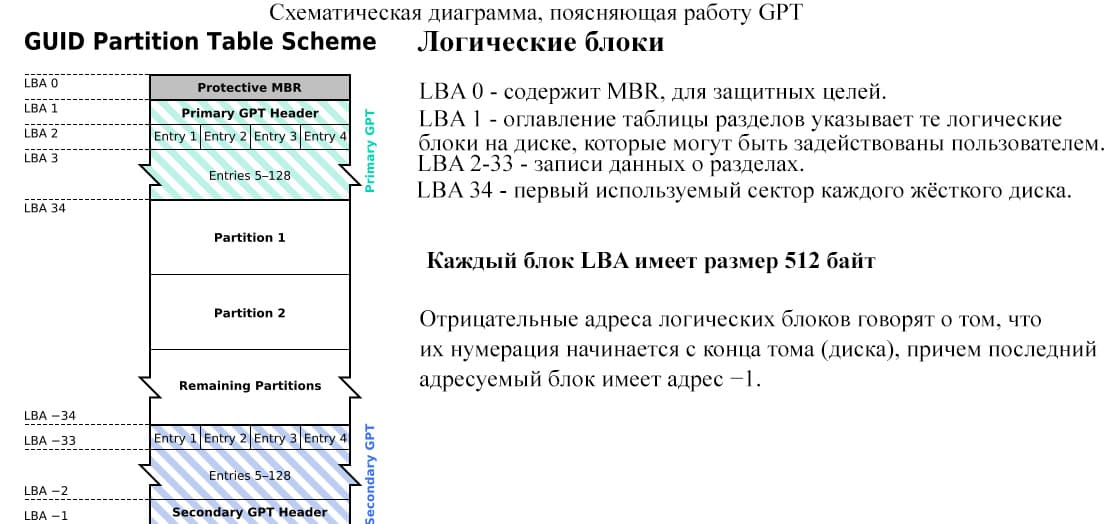 Схематическая диаграмма, поясняющая работу GPT
GUID Partition Table Scheme
LBA 0
Protective MBR
LBA 1
Primary GPT Header
LBA 2
Entry 1 Entry 2 Entry 3 Entry 4
LBA 3
Entries 5–128
Primary GPT
LBA 34
Partition 1
Partition 2
Remaining Partitions
LBA −34
LBA −33
Entry 1 Entry 2 Entry 3 Entry 4
Entries 5–128
LBA −2
Secondary GPT Header
LBA −1
Secondary GPT
Логические блоки
LBA 0 - содержит MBR, для защитных целей.
LBA 1 - оглавление таблицы разделов указывает те логические
блоки на диске, которые могут быть задействованы пользователем.
LBA 2-33 - записи данных о разделах.
LBA 34 - первый используемый сектор каждого жёсткого диска.
Каждый блок LBA имеет размер 512 байт
Отрицательные адреса логических блоков говорят о том, что
их нумерация начинается с конца тома (диска), причем последний
адресуемый блок имеет адрес −1.